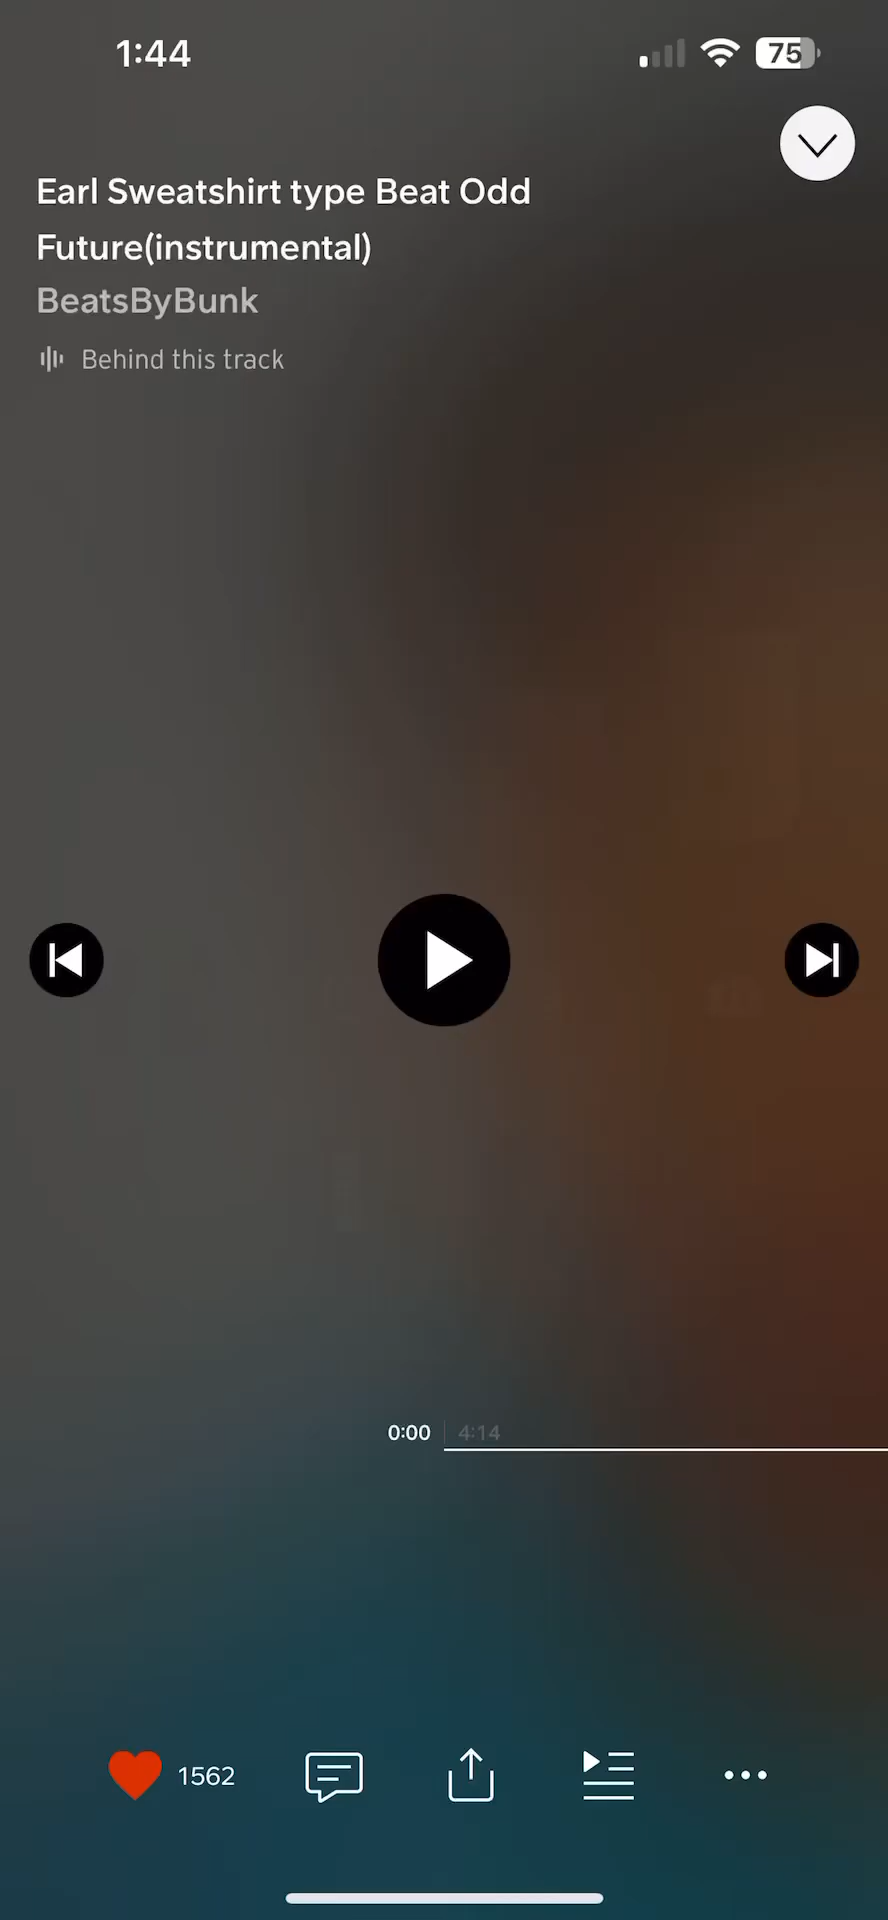 1:44
75
Earl Sweatshirt type Beat Odd
Future(instrumental)
BeatsByBunk
Behind this track
0:00 4:14
1562